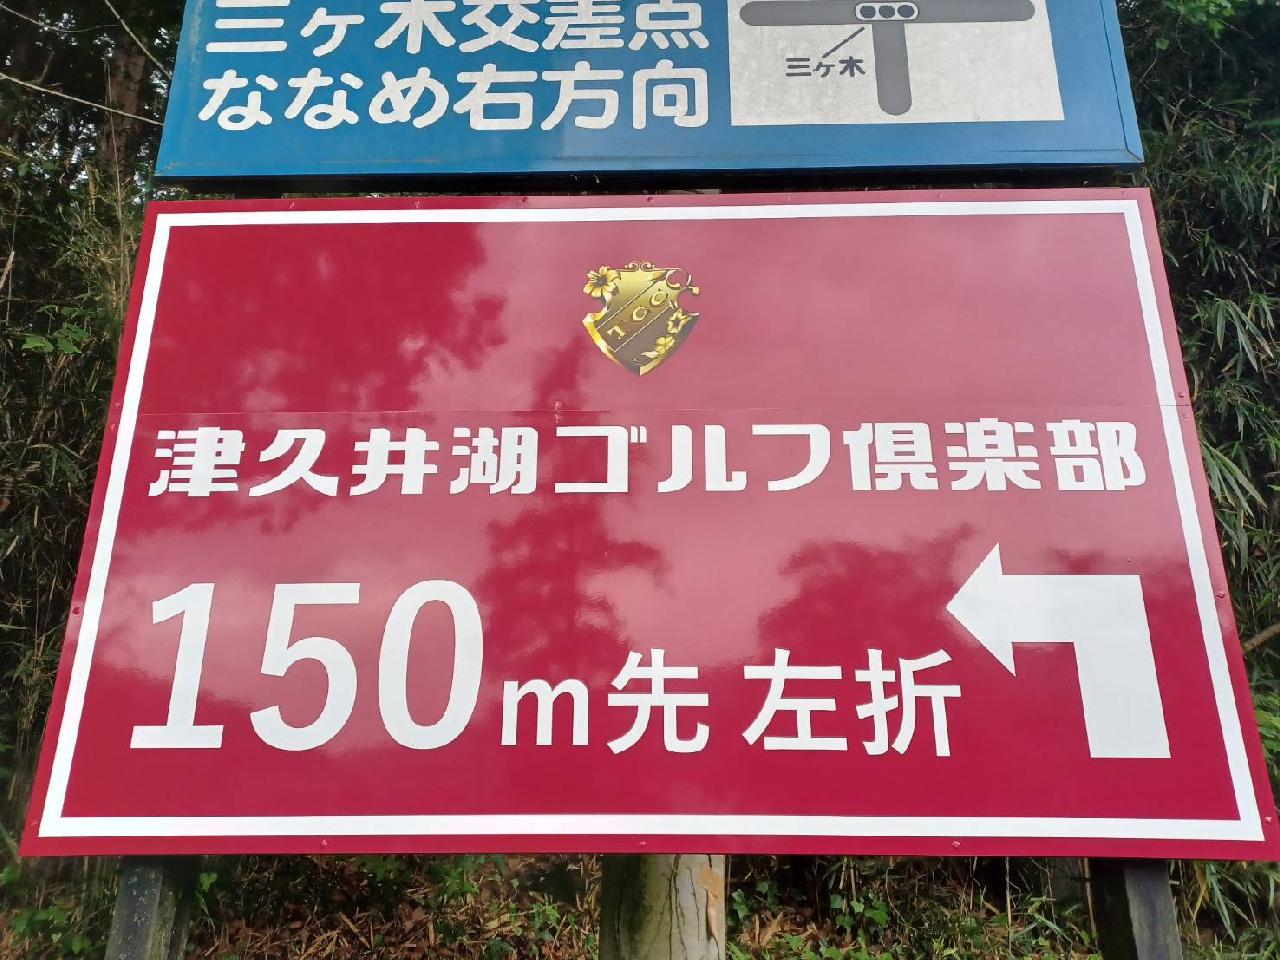 三ヶ木交差点
ななめ右方向
三ヶ木
津久井湖ゴルフ倶楽部
150m先 左折